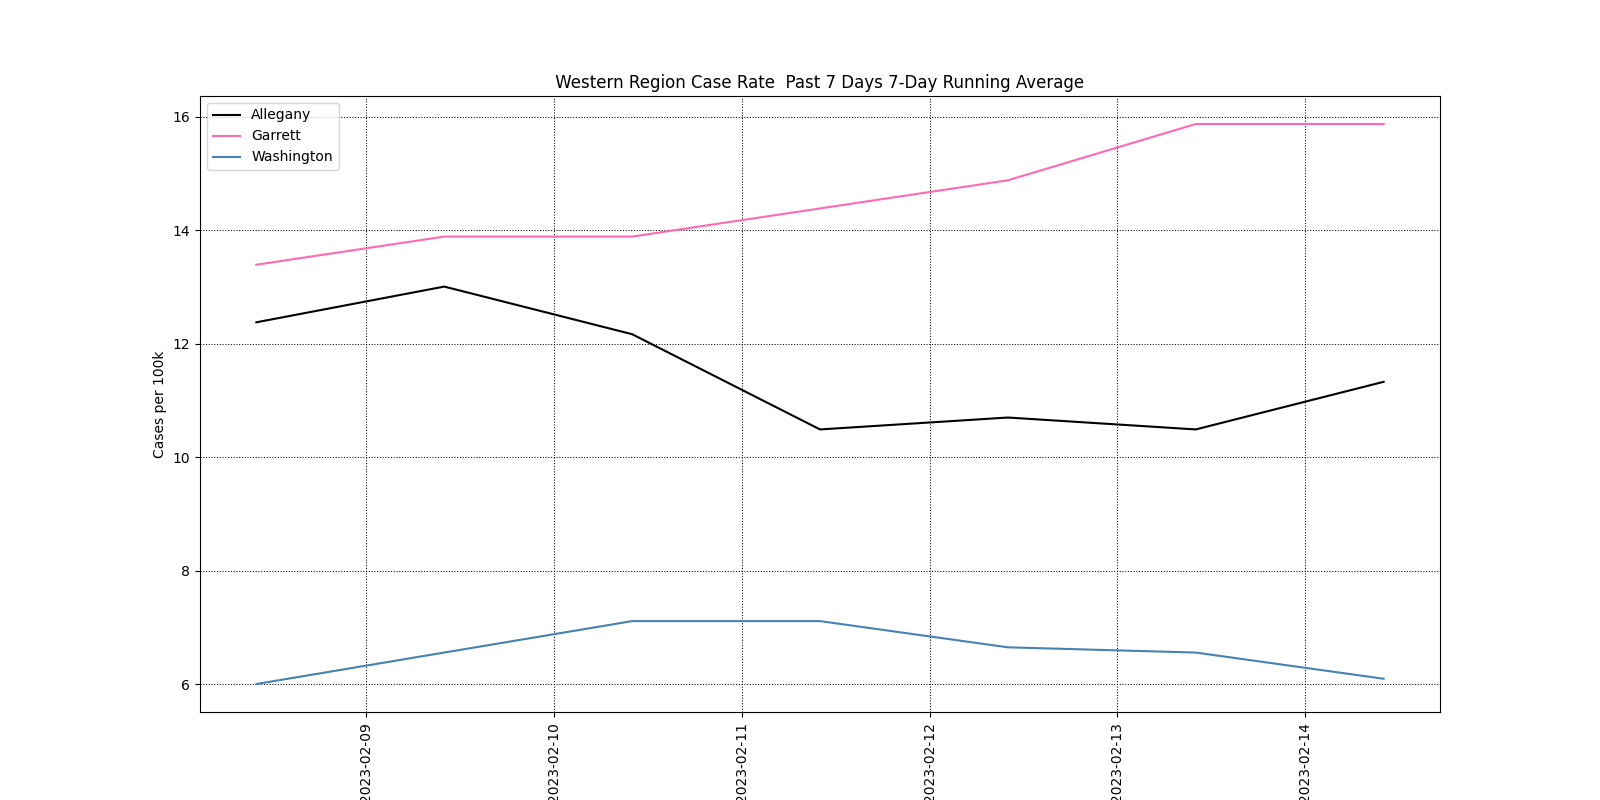 Western Region Case Rate  Past 7 Days 7-Day Running Average
Allegany
Garrett
Washington
Cases per 100k
16
14
12
10
8
6
2023-02-09
2023-02-10
2023-02-11
2023-02-12
2023-02-13
2023-02-14